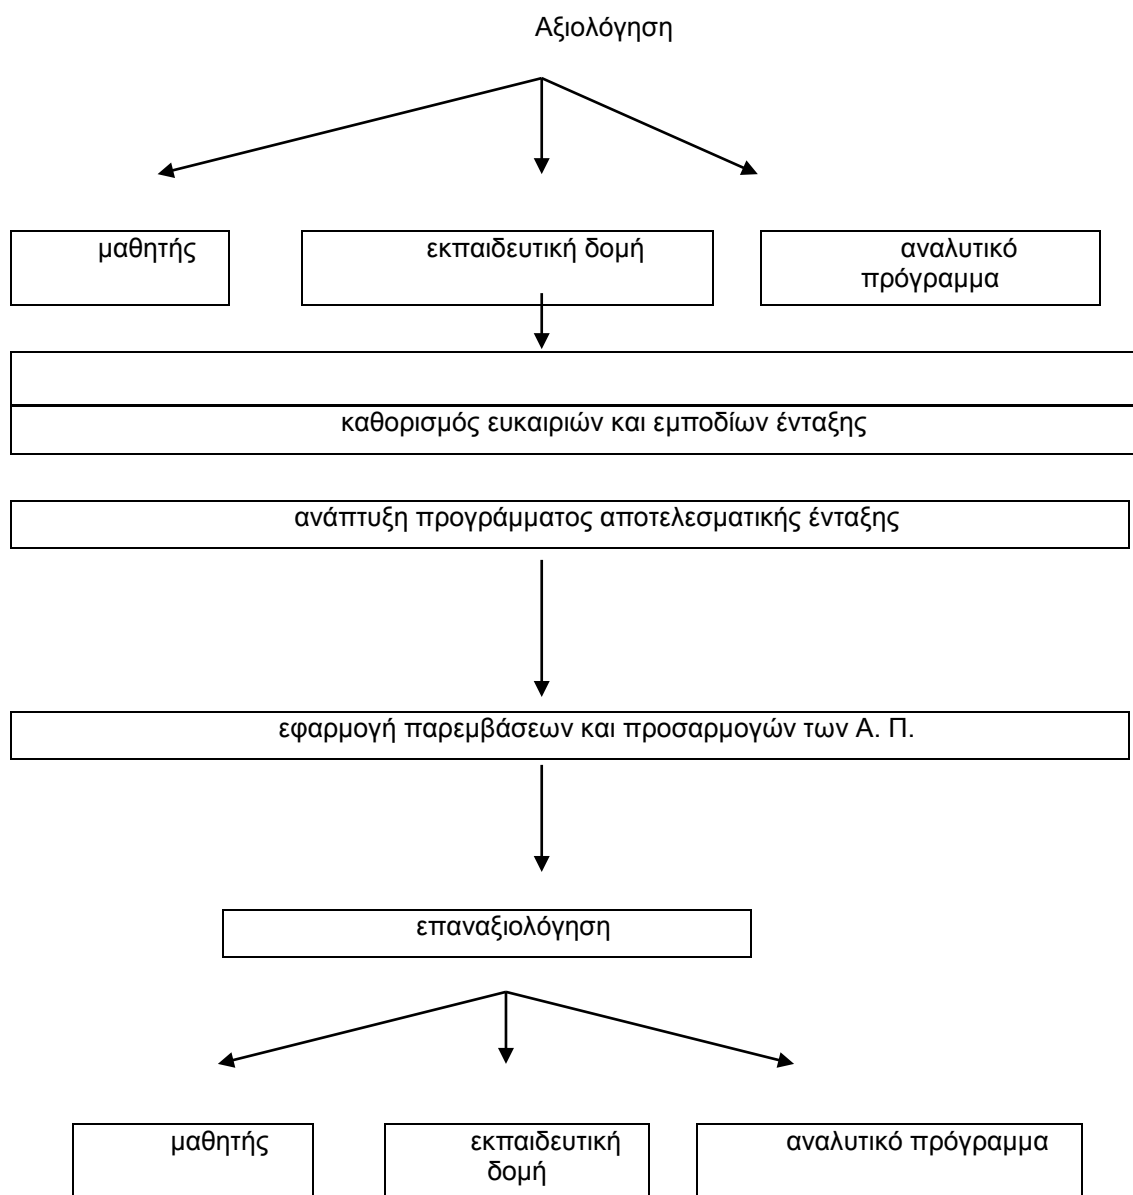 Αξιολόγηση
μαθητής
εκπαιδευτική δομή
αναλυτικό
πρόγραμμα
καθορισμός ευκαιριών και εμποδίων ένταξης
ανάπτυξη προγράμματος αποτελεσματικής ένταξης
εφαρμογή παρεμβάσεων και προσαρμογών των Α. Π.
επαναξιολόγηση
μαθητής
εκπαιδευτική
δομή
αναλυτικό πρόγραμμα